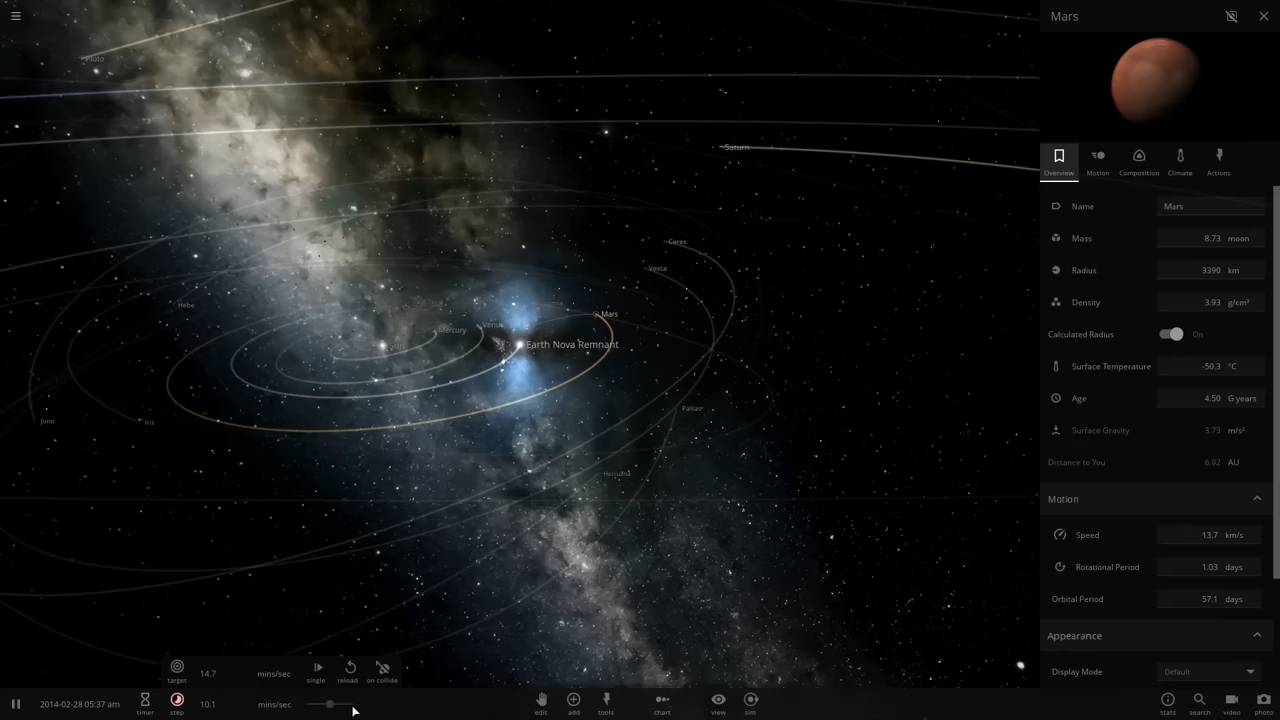 Mars
Pluto
Saturn
Ceres
Vesta
Hebe
Mars
Venus
Mercury
Sun
Earth Nova Remnant
Pallas
Juno
Iris
Herculina
Overview
Motion
Composition
Climate
Actions
Name Mars
Mass 8.73 moon
Radius 3390 km
Density 3.93 g/cm³
Calculated Radius On
Surface Temperature -50.3 °C
Age 4.50 G years
Surface Gravity 3.73 m/s²
Distance to You 6.92 AU
Motion
Speed 13.7 km/s
Rotational Period 1.03 days
Orbital Period 57.1 days
Appearance
Display Mode Default
target 14.7 mins/sec single reload on collide
2014-02-28 05:37 am timer step 10.1 mins/sec edit add tools chart view sim stats search video photo